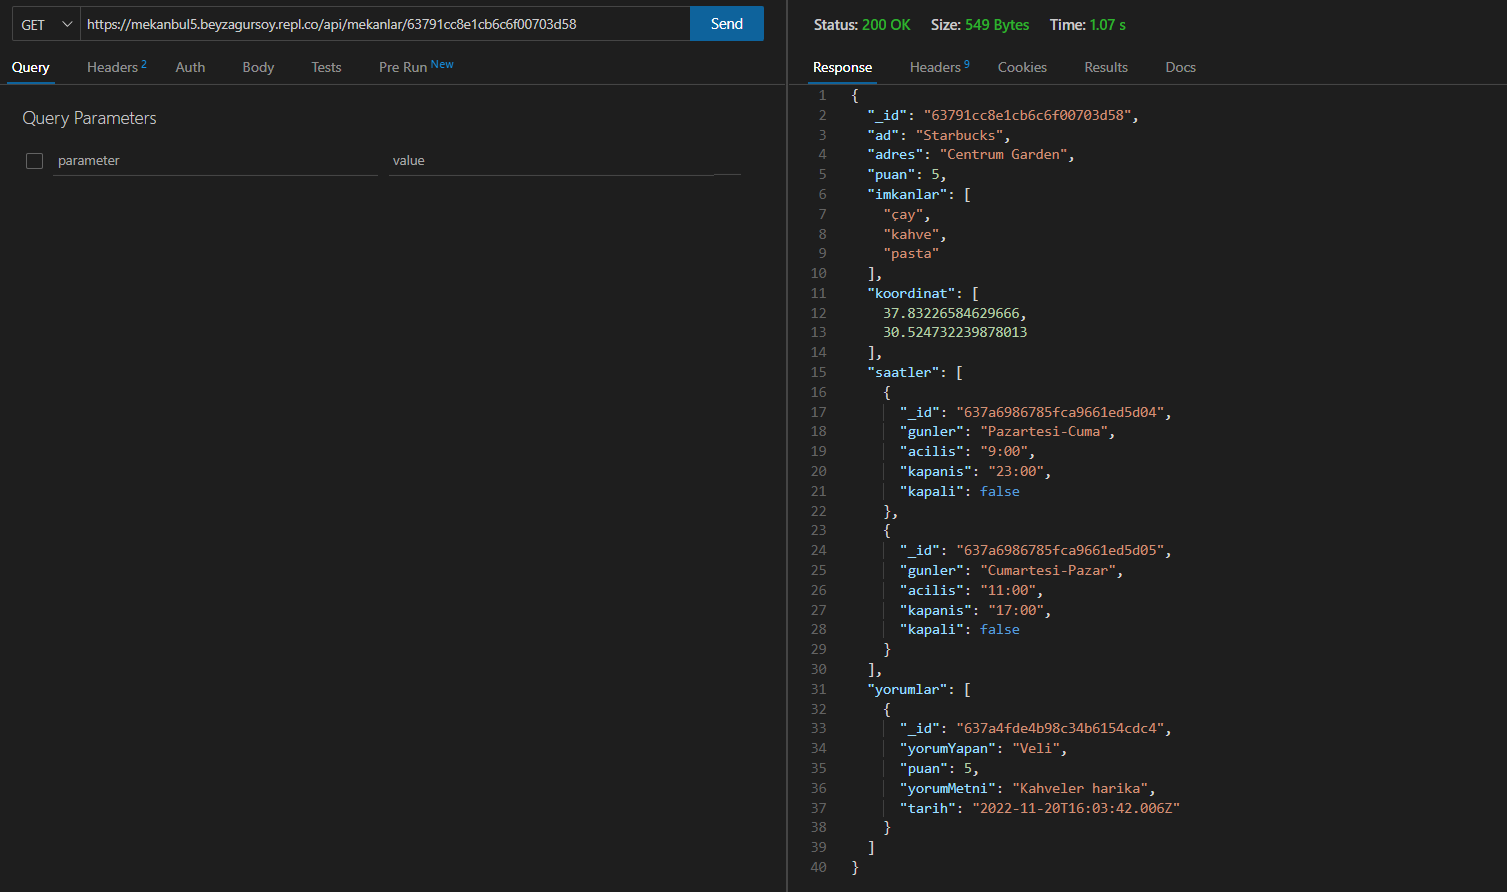 GET https://mekanbul5.beyzagursoy.repl.co/api/mekanlar/63791cc8e1cb6c6f00703d58 Send
Query Headers 2 Auth Body Tests Pre Run New
Query Parameters
parameter value
Status: 200 OK Size: 549 Bytes Time: 1.07 s
Response Headers 9 Cookies Results Docs
1 {
2 "_id": "63791cc8e1cb6c6f00703d58",
3 "ad": "Starbucks",
4 "adres": "Centrum Garden",
5 "puan": 5,
6 "imkanlar": [
7 "çay",
8 "kahve",
9 "pasta"
10 ],
11 "koordinat": [
12 37.83226584629666,
13 30.524732239878013
14 ],
15 "saatler": [
16 {
17 "_id": "637a6986785fca9661ed5d04",
18 "gunler": "Pazartesi-Cuma",
19 "acilis": "9:00",
20 "kapanis": "23:00",
21 "kapali": false
22 },
23 {
24 "_id": "637a6986785fca9661ed5d05",
25 "gunler": "Cumartesi-Pazar",
26 "acilis": "11:00",
27 "kapanis": "17:00",
28 "kapali": false
29 }
30 ],
31 "yorumlar": [
32 {
33 "_id": "637a4fde4b98c34b6154cdc4",
34 "yorumYapan": "Veli",
35 "puan": 5,
36 "yorumMetni": "Kahveler harika",
37 "tarih": "2022-11-20T16:03:42.006Z"
38 }
39 ]
40 }